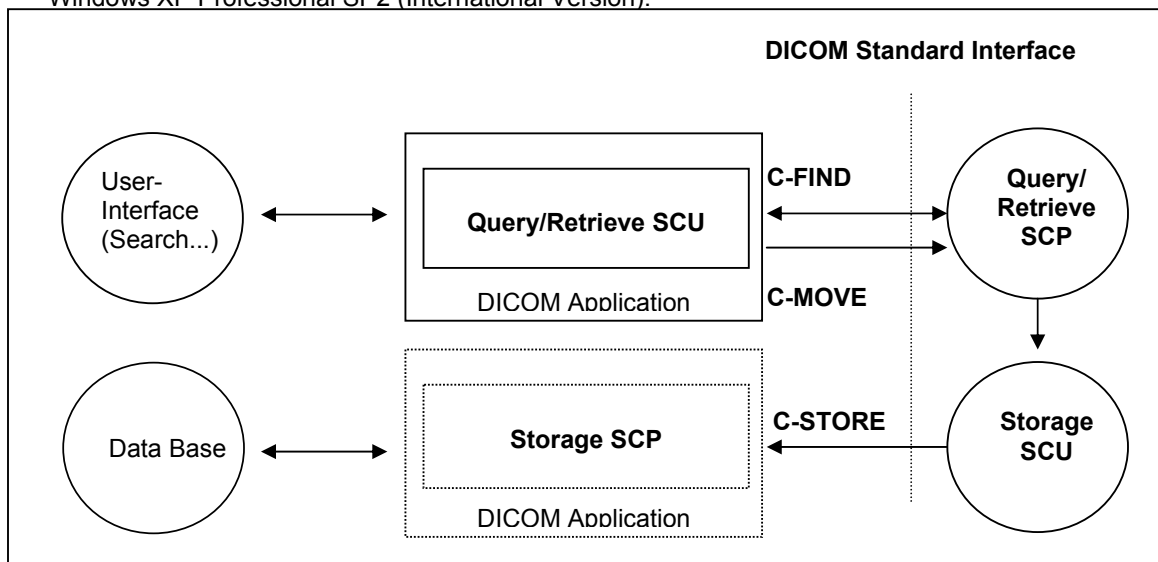 Windows XP Professional SP2 (International Version).
DICOM Standard Interface
User-
Interface
(Search...)
Query/Retrieve SCU
DICOM Application
C-FIND
C-MOVE
Query/
Retrieve
SCP
Data Base
Storage SCP
DICOM Application
C-STORE
Storage
SCU